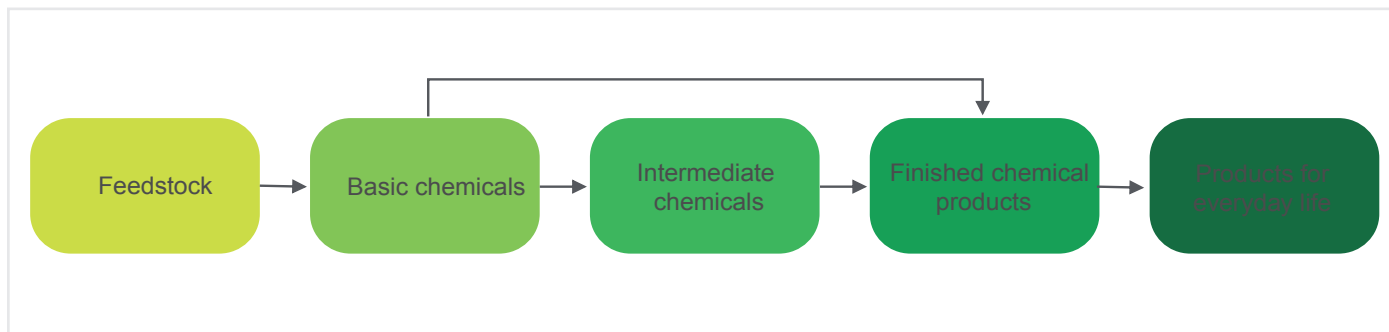 Feedstock
Basic chemicals
Intermediate
chemicals
Finished chemical
products
Products for
everyday life